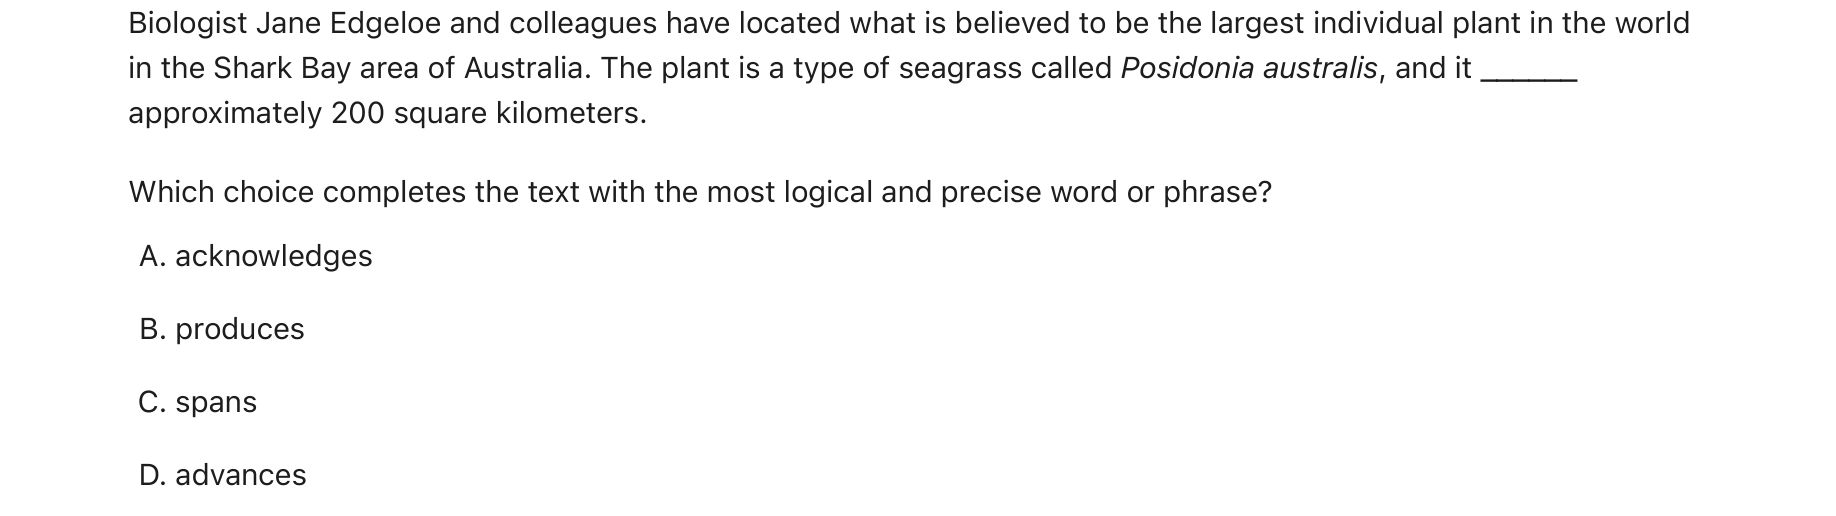 Biologist Jane Edgeloe and colleagues have located what is believed to be the largest individual plant in the world
in the Shark Bay area of Australia. The plant is a type of seagrass called Posidonia australis, and it ______
approximately 200 square kilometers.
Which choice completes the text with the most logical and precise word or phrase?
A. acknowledges
B. produces
C. spans
D. advances